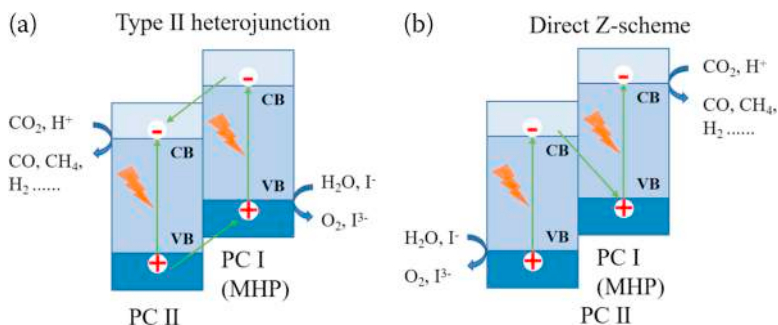 (a)
Type II heterojunction
CO₂, H⁺
CO, CH₄,
H₂ ......
CB
VB
CB
VB
H₂O, I⁻
O₂, I³⁻
PC I
(MHP)
PC II
(b)
Direct Z-scheme
CO₂, H⁺
CO, CH₄,
H₂ ......
CB
VB
CB
VB
H₂O, I⁻
O₂, I³⁻
PC I
(MHP)
PC II